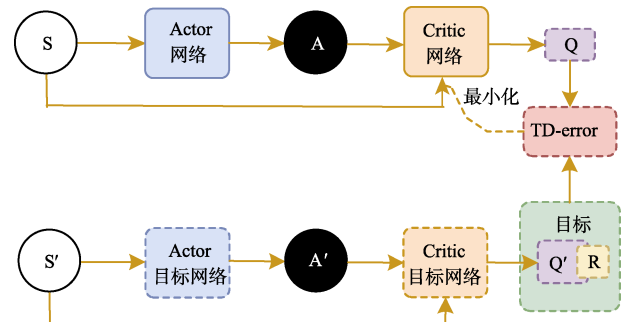 S
Actor
网络
A
Critic
网络
Q
最小化
TD-error
目标
S′
Actor
目标网络
A′
Critic
目标网络
Q′
R